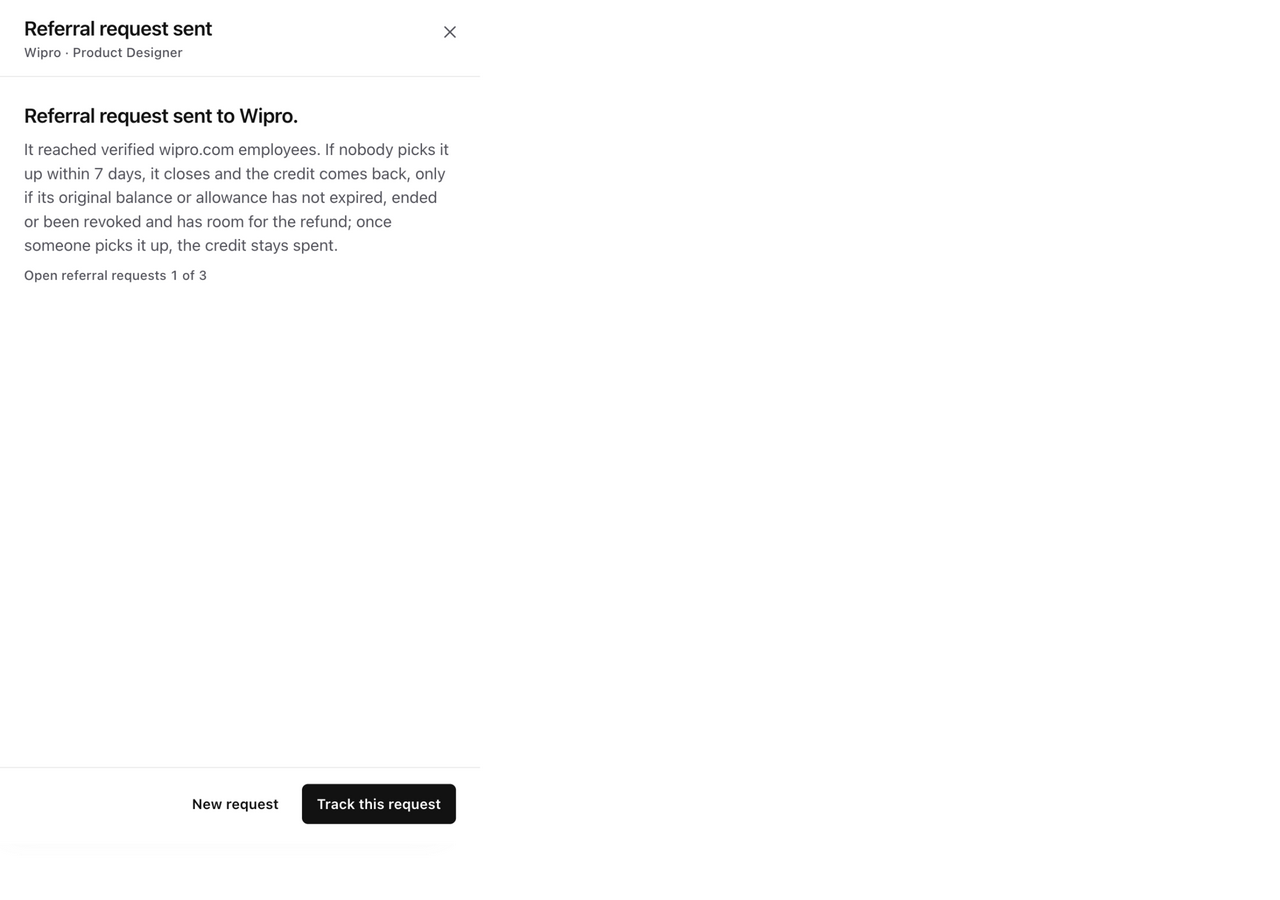 Referral request sent
Wipro · Product Designer
Referral request sent to Wipro.
It reached verified wipro.com employees. If nobody picks it
up within 7 days, it closes and the credit comes back, only
if its original balance or allowance has not expired, ended
or been revoked and has room for the refund; once
someone picks it up, the credit stays spent.
Open referral requests 1 of 3
New request
Track this request